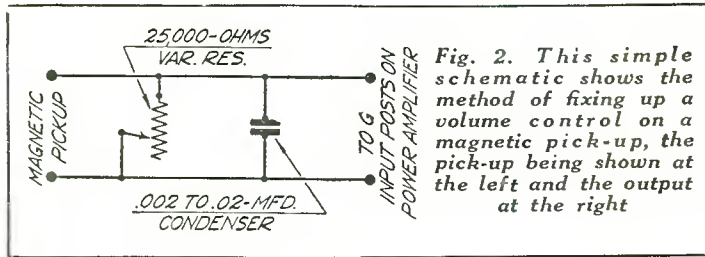 25,000-OHMS
VAR. RES.
MAGNETIC
PICKUP
.002 TO .02-MFD.
CONDENSER
TO G
INPUT POSTS ON
POWER AMPLIFIER
Fig. 2. This simple
schematic shows the
method of fixing up a
volume control on a
magnetic pick-up, the
pick-up being shown at
the left and the output
at the right